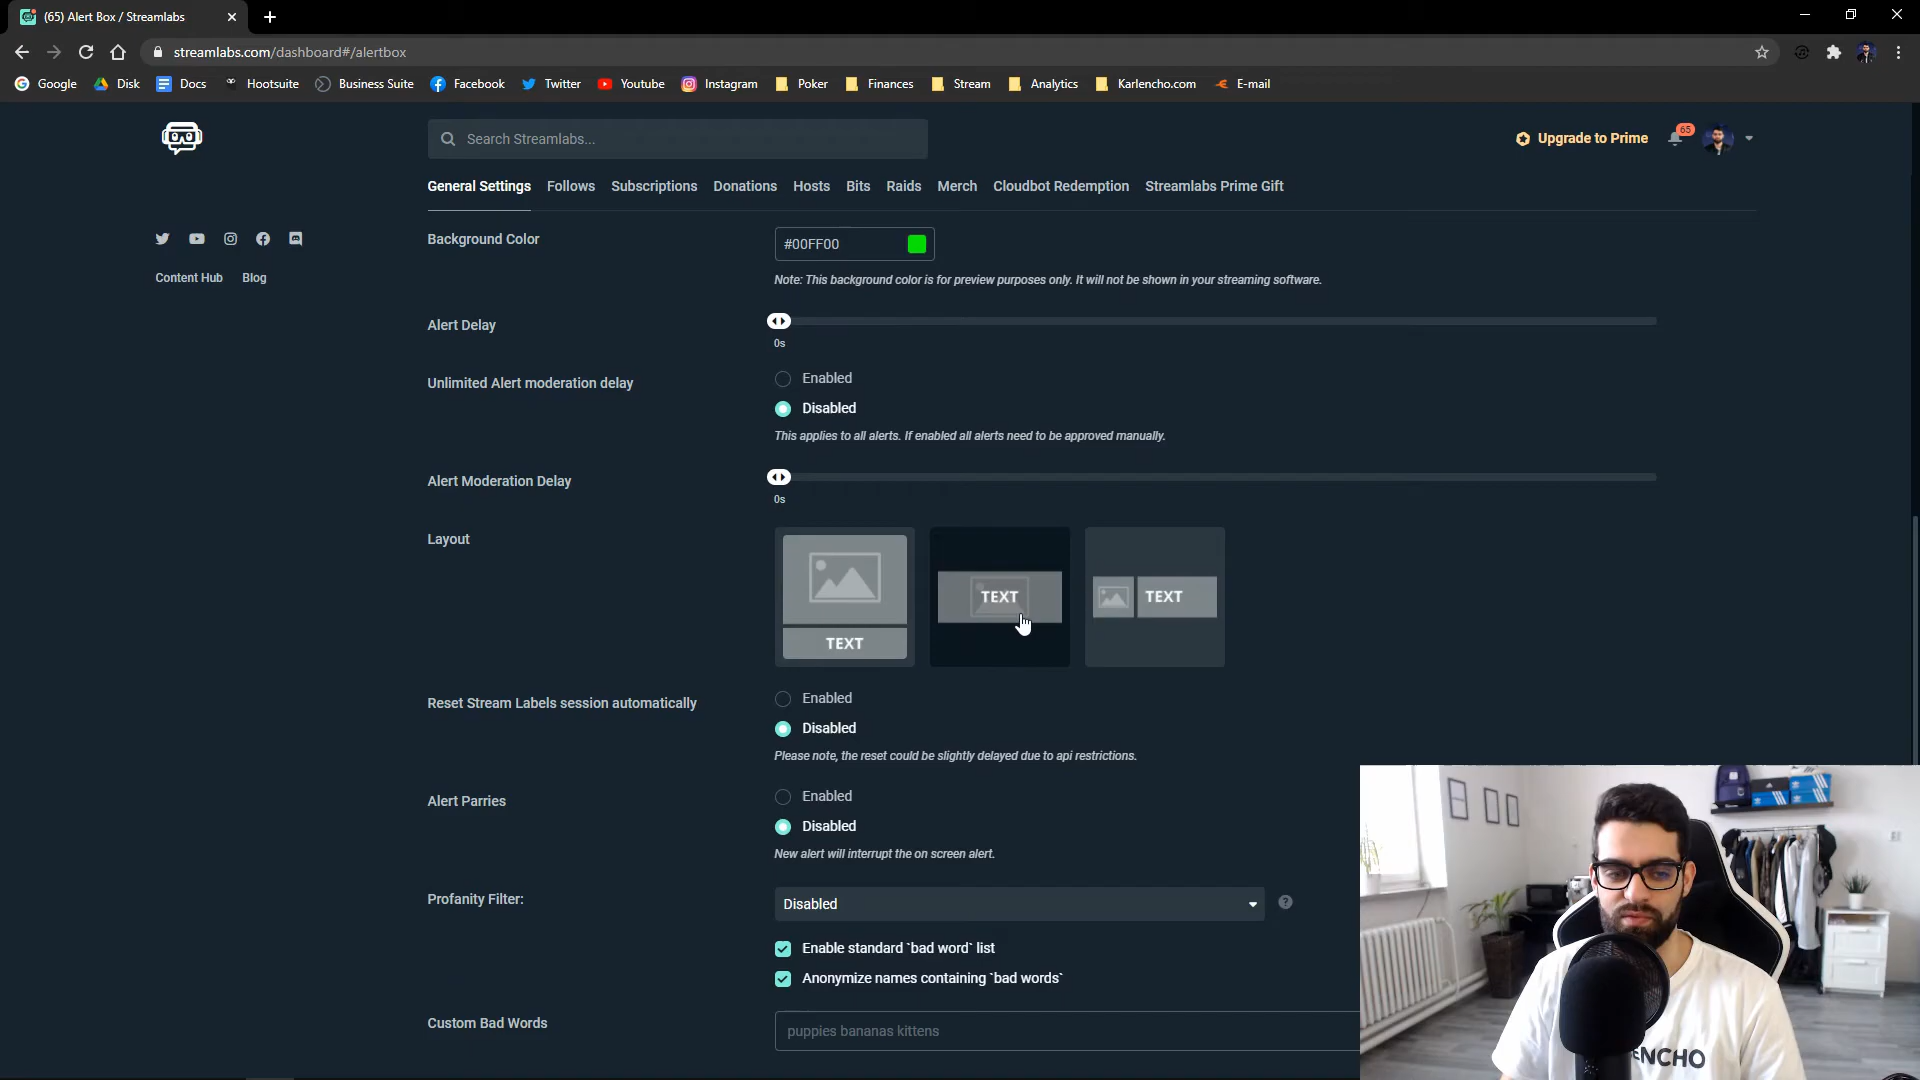 (65) Alert Box / Streamlabs
streamlabs.com/dashboard#/alertbox
Google Disk Docs Hootsuite Business Suite Facebook Twitter Youtube Instagram Poker Finances Stream Analytics Karlencho.com E-mail
Search Streamlabs...
Upgrade to Prime
65
General Settings Follows Subscriptions Donations Hosts Bits Raids Merch Cloudbot Redemption Streamlabs Prime Gift
Content Hub Blog
Background Color
#00FF00
Note: This background color is for preview purposes only. It will not be shown in your streaming software.
Alert Delay
0s
Unlimited Alert moderation delay
Enabled
Disabled
This applies to all alerts. If enabled all alerts need to be approved manually.
Alert Moderation Delay
0s
Layout
TEXT
TEXT
TEXT
Reset Stream Labels session automatically
Enabled
Disabled
Please note, the reset could be slightly delayed due to api restrictions.
Alert Parries
Enabled
Disabled
New alert will interrupt the on screen alert.
Profanity Filter:
Disabled
?
Enable standard `bad word` list
Anonymize names containing `bad words`
Custom Bad Words
puppies bananas kittens
ENCHO